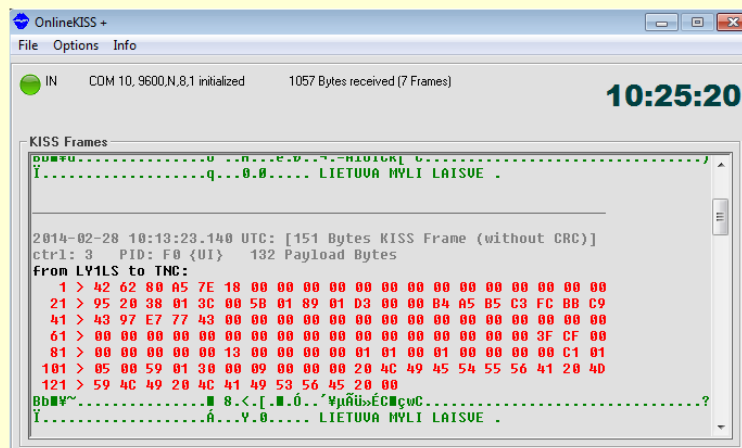 OnlineKISS +
File Options Info
IN COM 10, 9600,N,8,1 initialized 1057 Bytes received (7 Frames)
10:25:20
KISS Frames
Ï.................q...0.0..... LIETUVA MYLI LAISVE .
2014-02-28 10:13:23.140 UTC: [151 Bytes KISS Frame (without CRC)]
ctrl: 3 PID: F0 {UI} 132 Payload Bytes
from LY1LS to TNC:
1 > 42 62 80 A5 7E 18 00 00 00 00 00 00 00 00 00 00 00 00 00 00
21 > 95 20 38 01 3C 00 5B 01 89 01 D3 00 00 B4 A5 B5 C3 FC BB C9
41 > 43 97 E7 77 43 00 00 00 00 00 00 00 00 00 00 00 00 00 00 00
61 > 00 00 00 00 00 00 00 00 00 00 00 00 00 00 00 00 00 3F CF 00
81 > 00 00 00 00 00 13 00 00 00 00 01 01 00 01 00 00 00 00 C1 01
101 > 05 00 59 01 30 00 09 00 00 00 20 4C 49 45 54 55 56 41 20 4D
121 > 59 4C 49 20 4C 41 49 53 56 45 20 00
Bb■¥~..............■ 8.<.[.■.Ó..´¥µÃü»ÉC■çwC................................?
Ï.................Á...Y.0..... LIETUVA MYLI LAISVE .